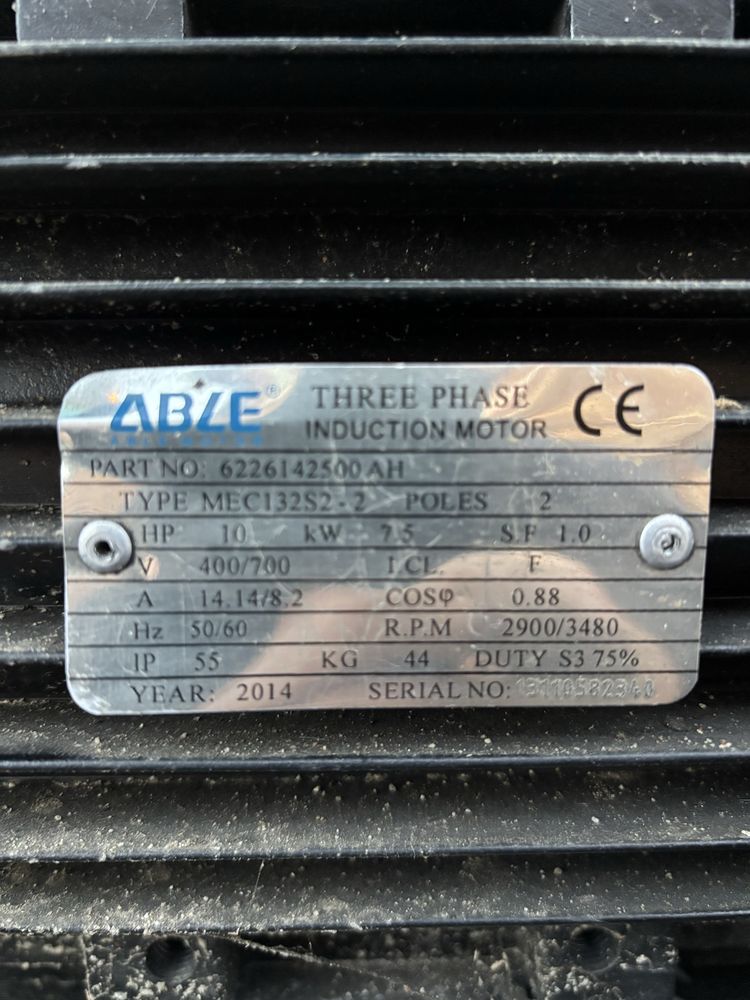 ABLE ® THREE PHASE CE
ABLE MOTOR INDUCTION MOTOR
PART NO: 6226142500 AH
TYPE MEC132S2-2 POLES 2
HP 10 kW 7.5 S.F 1.0
V 400/700 I.CL. F
A 14.14/8.2 COSφ 0.88
Hz 50/60 R.P.M 2900/3480
IP 55 KG 44 DUTY S3 75%
YEAR: 2014 SERIAL NO: